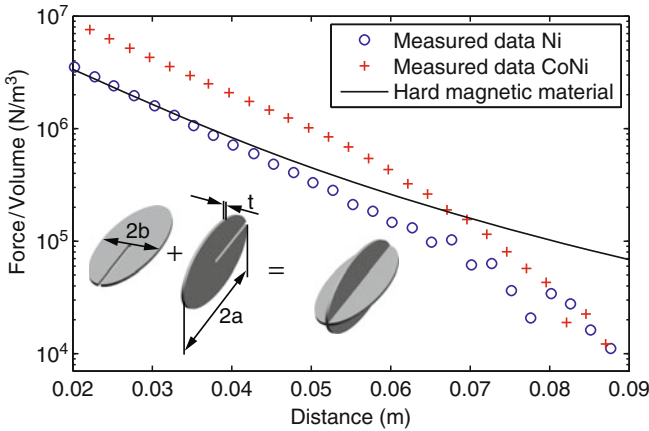 10^7
10^6
10^5
10^4
Force/Volume (N/m^3)
Measured data Ni
Measured data CoNi
Hard magnetic material
2b
+
t
=
2a
0.02 0.03 0.04 0.05 0.06 0.07 0.08 0.09
Distance (m)